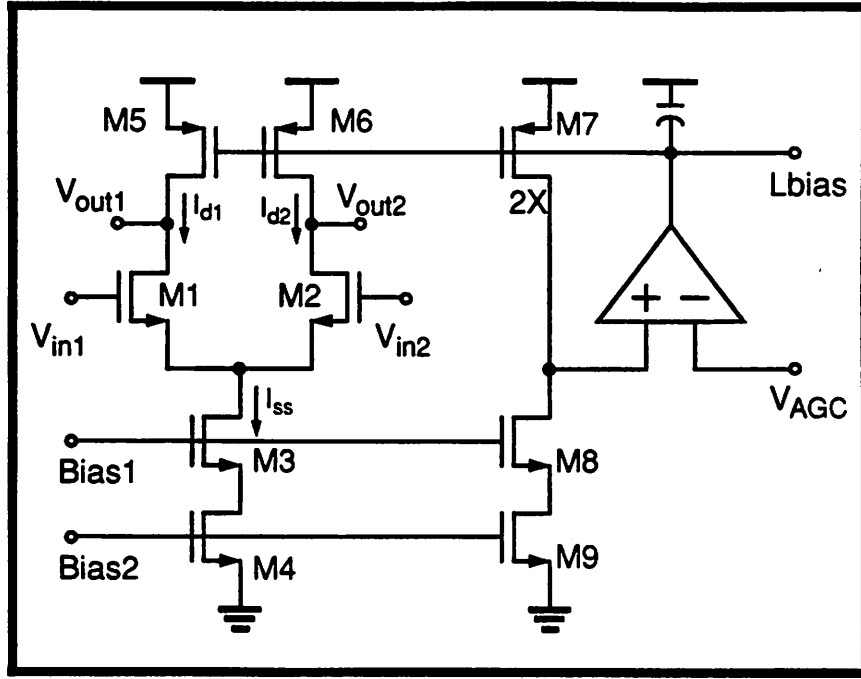 M5
M6
M7
Lbias
2X
Vout1
Id1
Id2
Vout2
M1
M2
+ −
Vin1
Vin2
VAGC
Iss
Bias1
M3
M8
Bias2
M4
M9